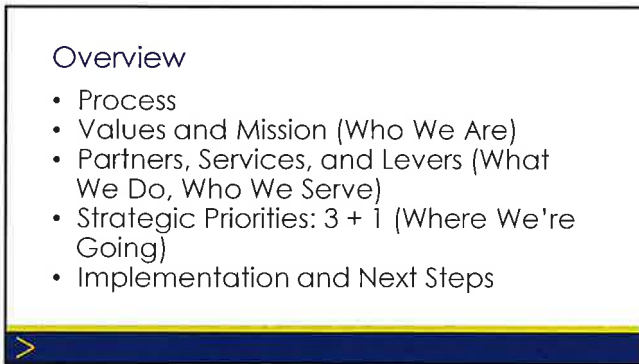 Overview
• Process
• Values and Mission (Who We Are)
• Partners, Services, and Levers (What
We Do, Who We Serve)
• Strategic Priorities: 3 + 1 (Where We're
Going)
• Implementation and Next Steps
>